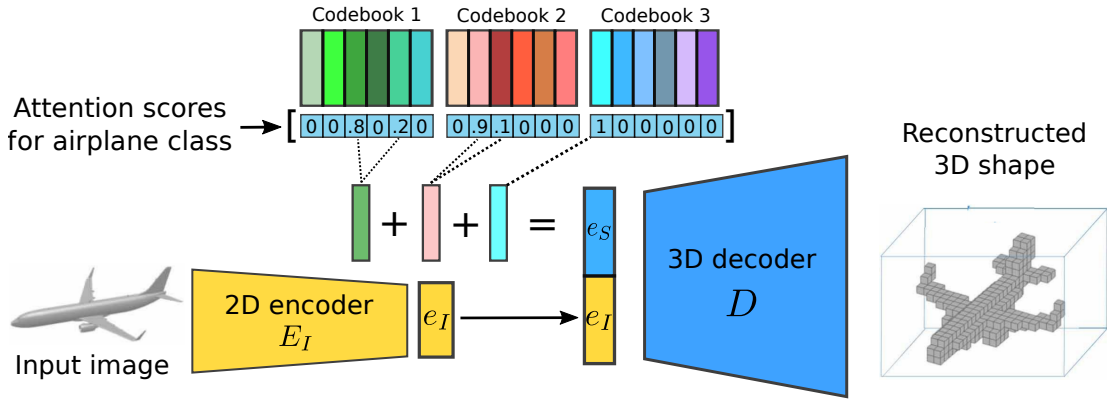 Codebook 1 Codebook 2 Codebook 3
Attention scores
for airplane class
[ 0 0 .8 0 .2 0 0 .9 .1 0 0 0 1 0 0 0 0 0 ]
Reconstructed
3D shape
+ + =
e_S
3D decoder
D
2D encoder
E_I
e_I
e_I
Input image